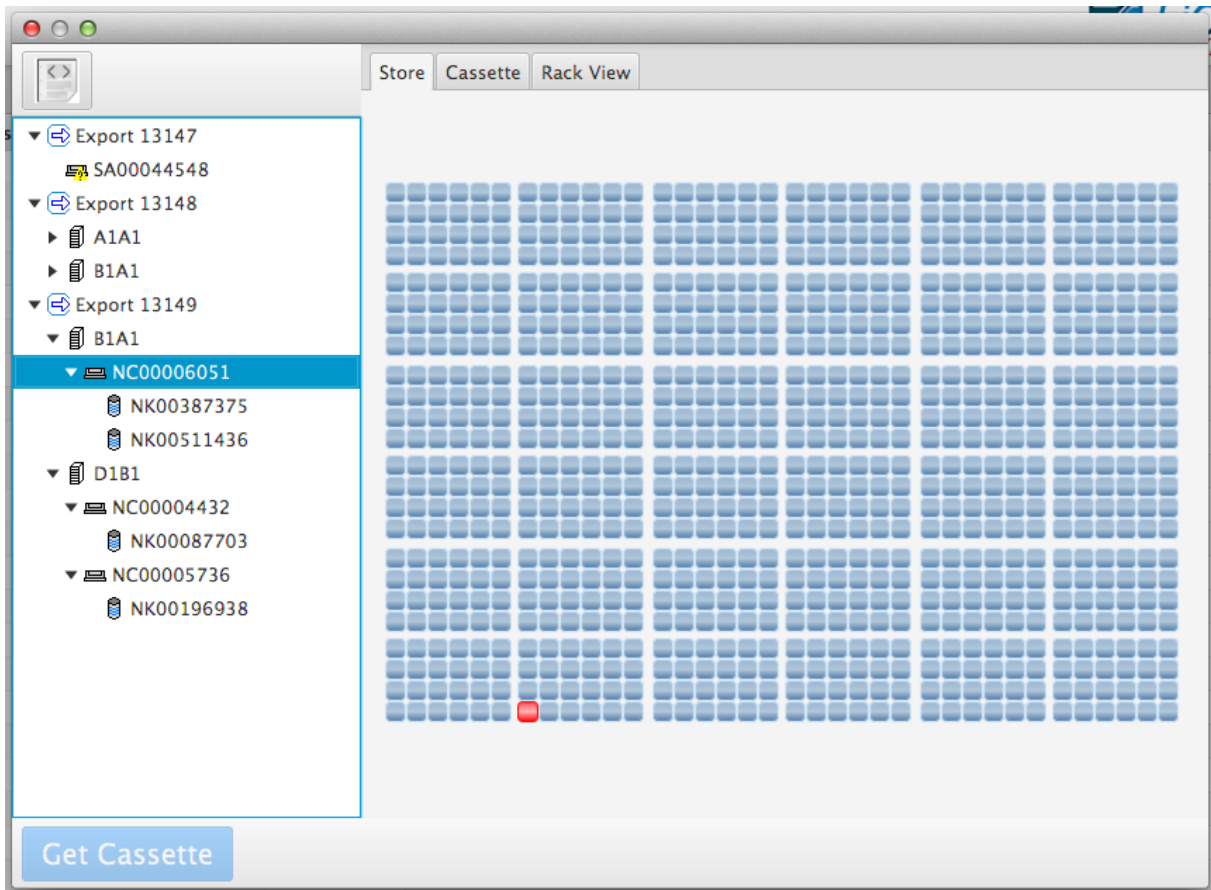 Store Cassette Rack View
Export 13147
SA00044548
Export 13148
A1A1
B1A1
Export 13149
B1A1
NC00006051
NK00387375
NK00511436
D1B1
NC00004432
NK00087703
NC00005736
NK00196938
Get Cassette